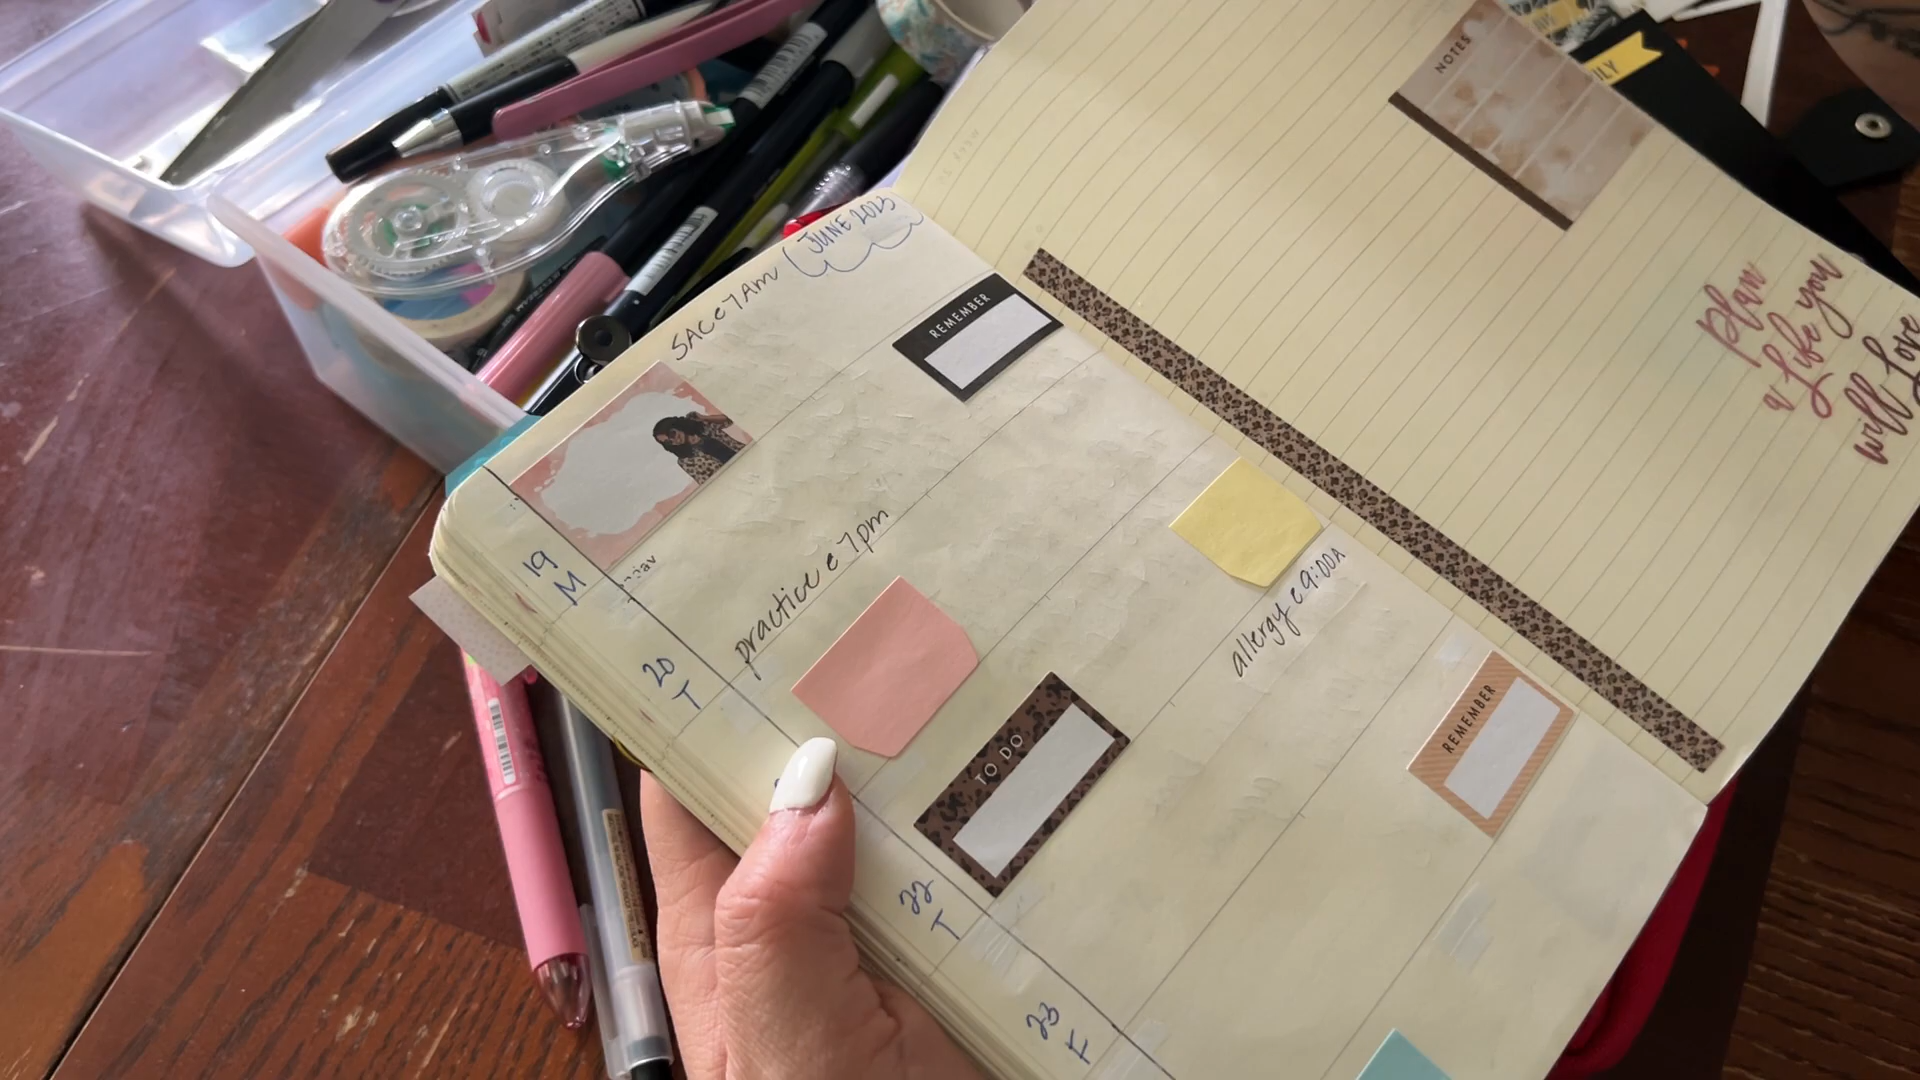 JUNE 2025
SAC e 7Am
REMEMBER
19
M
practice e 7pm
20
T
TO DO
allergy e 9:00A
REMEMBER
22
T
23
F
NOTES
plan
a Life you
will Love